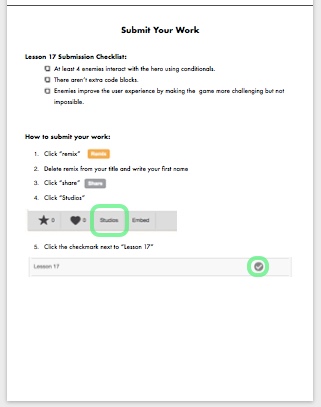 Submit Your Work
Lesson 17 Submission Checklist:
At least 4 enemies interact with the hero using conditionals.
There aren't extra code blocks.
Enemies improve the user experience by making the game more challenging but not
impossible.
How to submit your work:
1. Click "remix" Remix
2. Delete remix from your title and write your first name
3. Click "share" Share
4. Click "Studios"
0 0 Studios Embed
5. Click the checkmark next to "Lesson 17"
Lesson 17